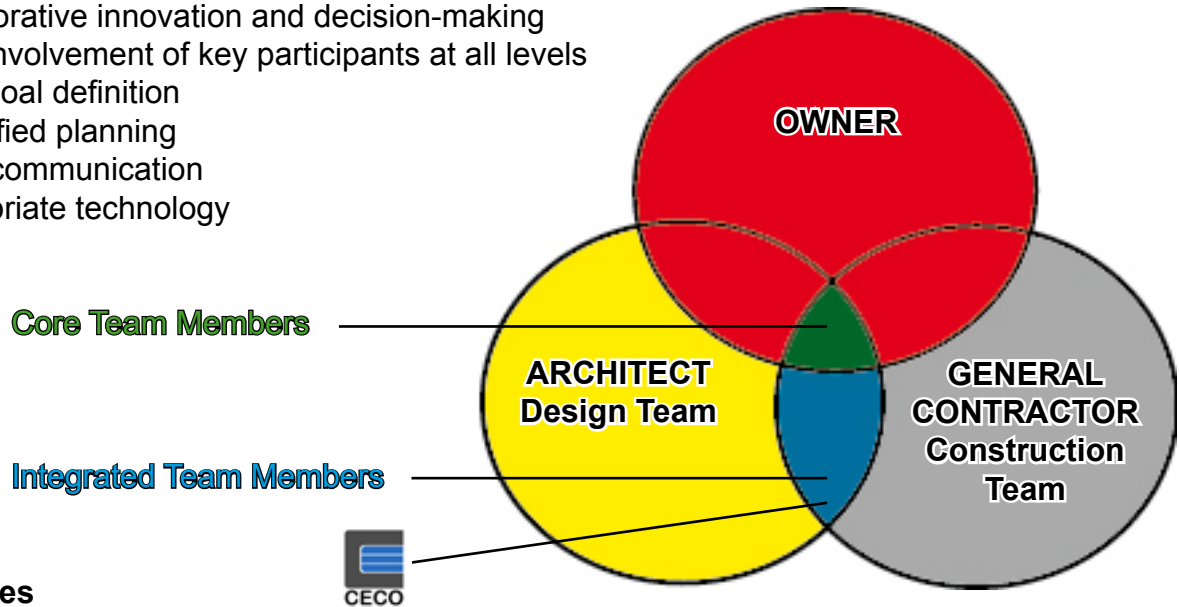 orative innovation and decision-making
nvolvement of key participants at all levels
oal definition
fied planning
communication
priate technology
OWNER
Core Team Members
ARCHITECT
Design Team
GENERAL
CONTRACTOR
Construction
Team
Integrated Team Members
CECO
es